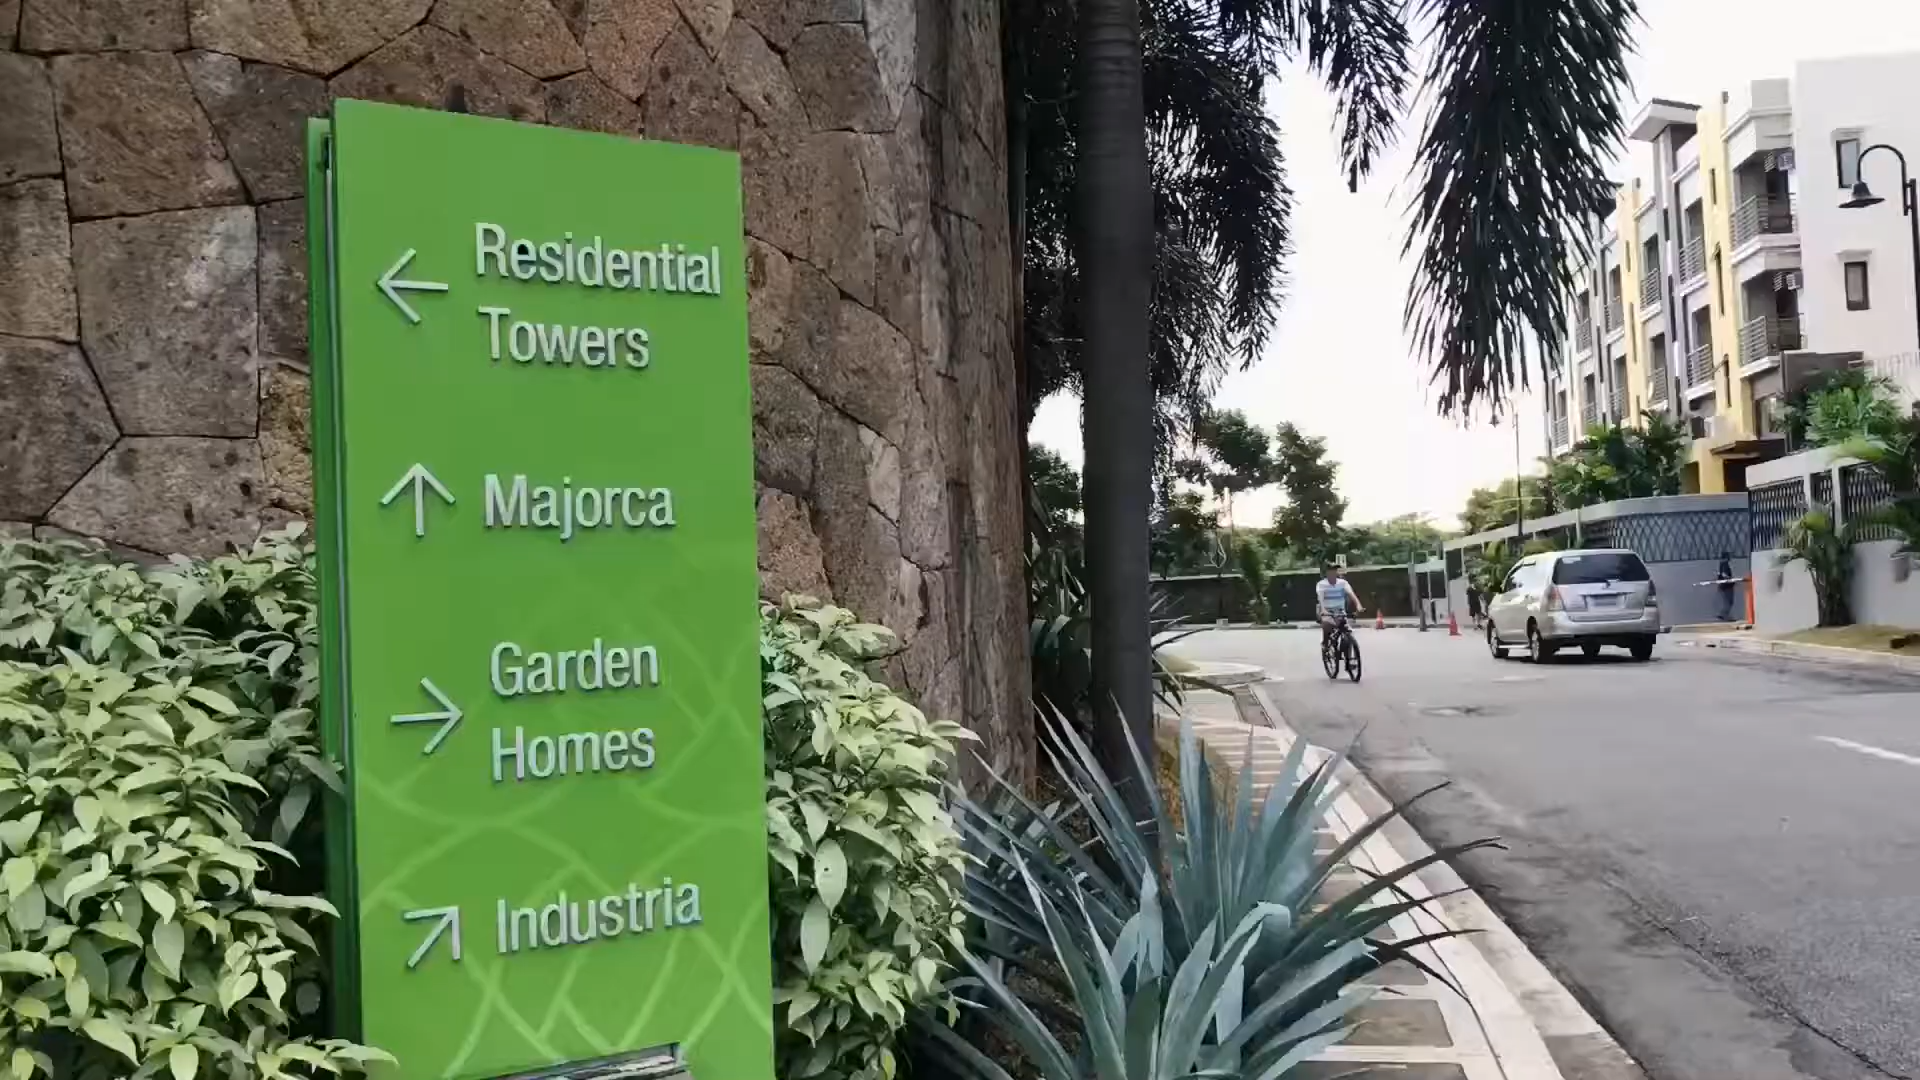 Residential
Towers
Majorca
Garden
Homes
Industria